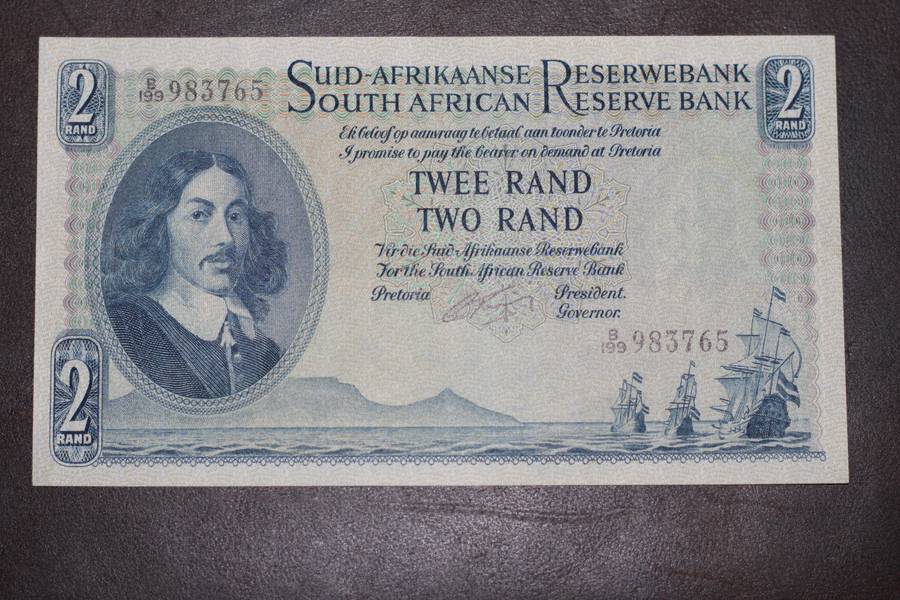 2 RAND
B/199 983765
SUID-AFRIKAANSE RESERWEBANK
SOUTH AFRICAN RESERVE BANK
2 RAND
Ek beloof op aanvraag te betaal aan toonder te Pretoria
I promise to pay the bearer on demand at Pretoria
TWEE RAND
TWO RAND
Vir die Suid-Afrikaanse Reserwebank
For the South African Reserve Bank
Pretoria President.
Governor.
B/199 983765
2 RAND